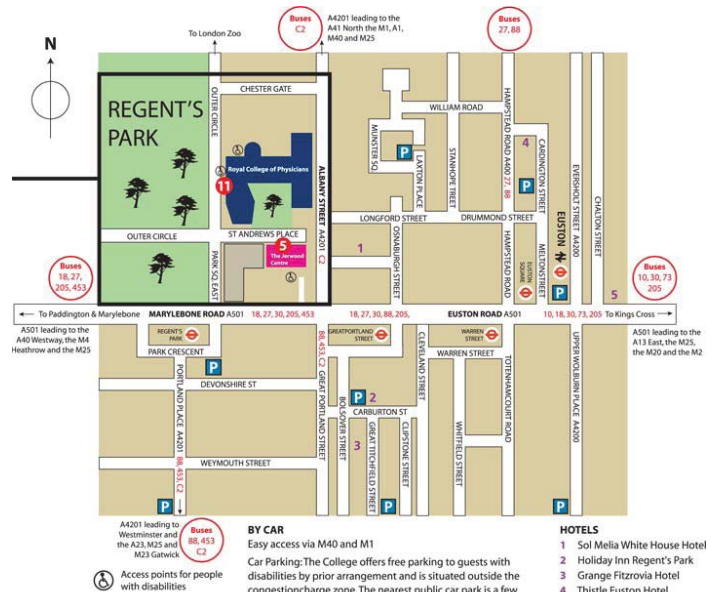 Buses
C2
A4201 leading to the
A41 North the M1, A1,
M40 and M25
Buses
27, 88
To London Zoo
N
REGENT'S
PARK
OUTER CIRCLE
CHESTER GATE
Royal College of Physicians
11
ALBANY STREET A4201 C2
OUTER CIRCLE
ST ANDREWS PLACE
5
The Jerwood
Centre
PARK SQ. EAST
MUNSTER SQ
P
LAXTON PLACE
STANHOPE TREET
WILLIAM ROAD
HAMPSTEAD ROAD A400 27, 88
4
CARDINGTON STREET
P
EVERSHOLT STREET A4200
CHALTON STREET
LONGFORD STREET
DRUMMOND STREET
1
OSNABURGH STREET
HAMPSTEAD ROAD
MELTONSTREET
EUSTON
SQUARE
EUSTON
P
5
Buses
18, 27,
205, 453
Buses
10, 30, 73
205
To Paddington & Marylebone
MARYLEBONE ROAD A501
18, 27, 30, 205, 453
18, 27, 30, 88, 205,
EUSTON ROAD A501
10, 18, 30, 73, 205
To Kings Cross
A501 leading to the
A40 Westway, the M4
Heathrow and the M25
A501 leading to the
A13 East, the M25,
the M20 and the M2
REGENT'S
PARK
PARK CRESCENT
P
GREATPORTLAND
STREET
WARREN
STREET
WARREN STREET
DEVONSHIRE ST
PORTLAND PLACE A4201 88, 453, C2
88, 453, C2 GREAT PORTLAND STREET
BOLSOVER STREET
P
2
CARBURTON ST
3
GREAT TITCHFIELD STREET
CLIPSTONE STREET
CLEVELAND STREET
WHITFIELD STREET
TOTENHAMCOURT ROAD
UPPER WOLBURN PLACE A4200
WEYMOUTH STREET
P
P
P
A4201 leading to
Westminster and
the A23, M25 and
M23 Gatwick
Buses
88, 453
C2
Access points for people
with disabilities
BY CAR
Easy access via M40 and M1
Car Parking: The College offers free parking to guests with
disabilities by prior arrangement and is situated outside the
congestioncharge zone. The nearest public car park is a few
HOTELS
1 Sol Melia White House Hotel
2 Holiday Inn Regent's Park
3 Grange Fitzrovia Hotel
4 Thistle Euston Hotel